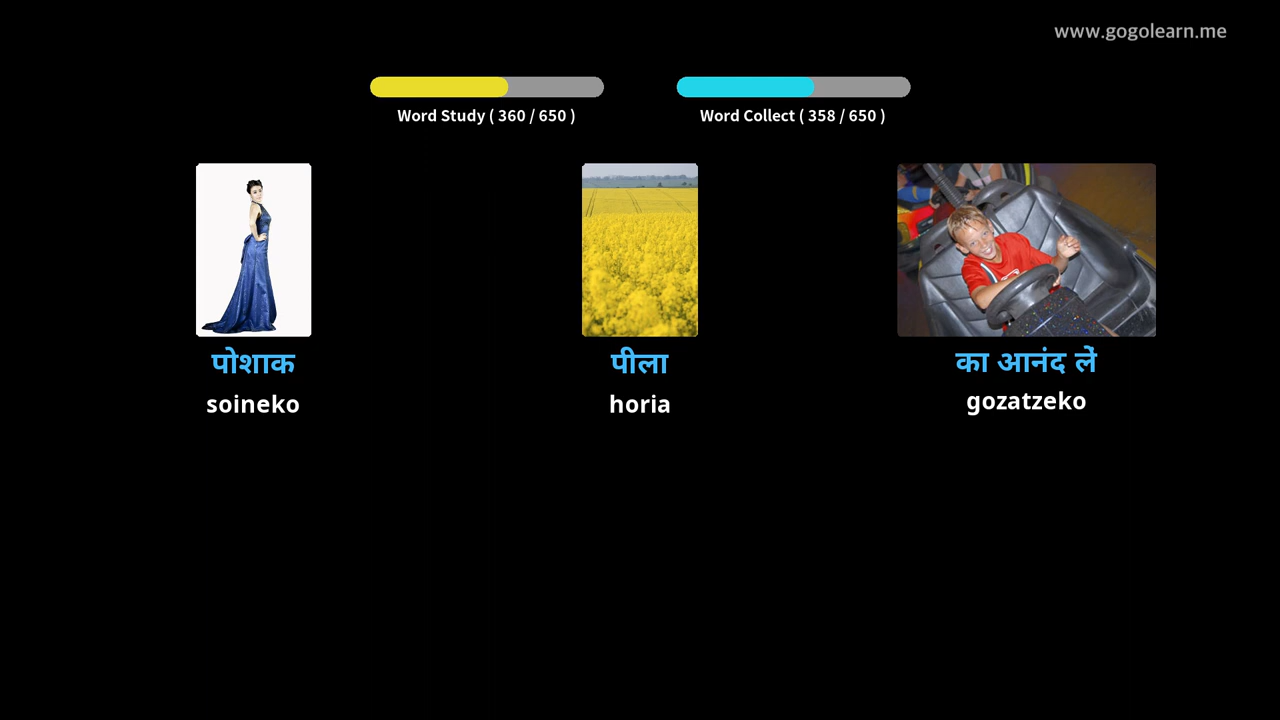 www.gogolearn.me
Word Study ( 360 / 650 )
Word Collect ( 358 / 650 )
पोशाक
soineko
पीला
horia
का आनंद लें
gozatzeko